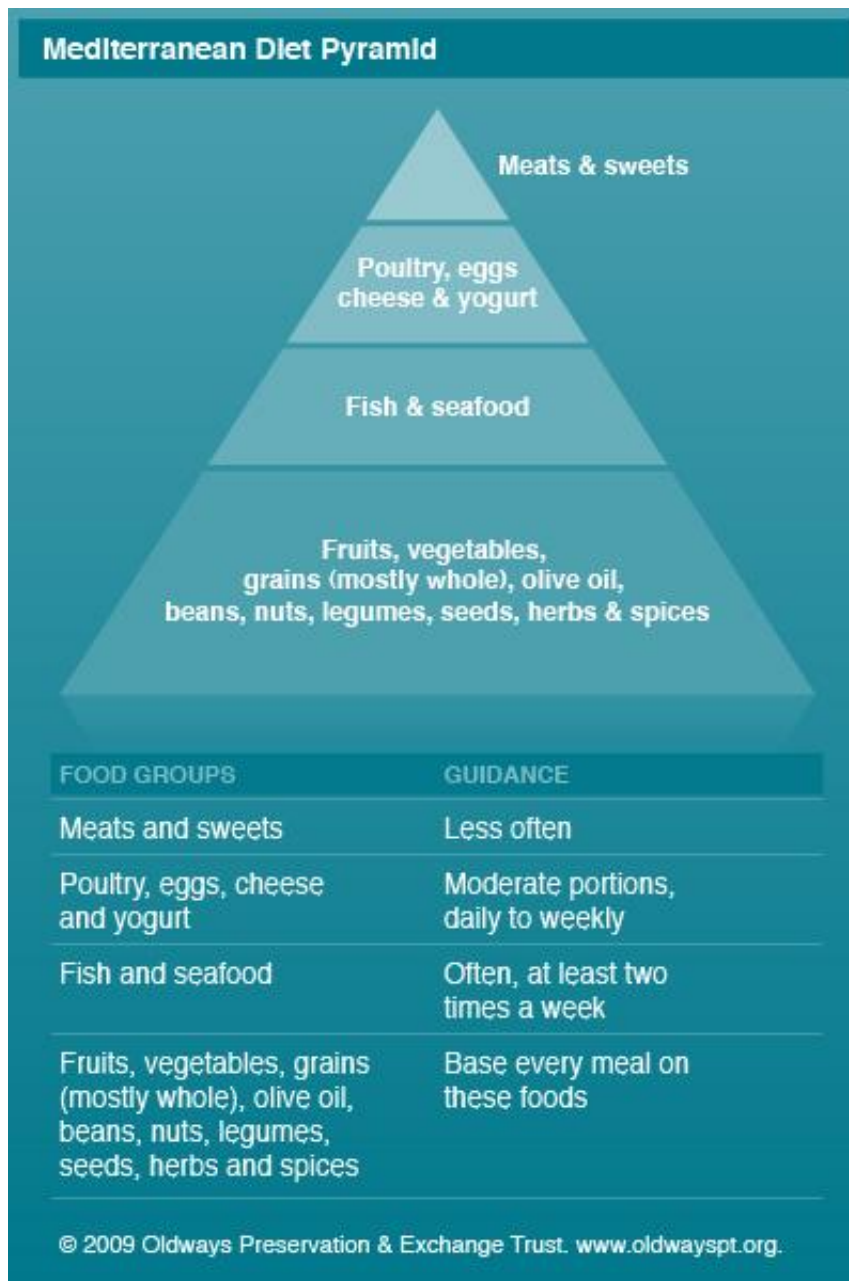 Mediterranean Diet Pyramid
Meats & sweets
Poultry, eggs
cheese & yogurt
Fish & seafood
Fruits, vegetables,
grains (mostly whole), olive oil,
beans, nuts, legumes, seeds, herbs & spices
FOOD GROUPS GUIDANCE
Meats and sweets Less often
Poultry, eggs, cheese Moderate portions,
and yogurt daily to weekly
Fish and seafood Often, at least two
times a week
Fruits, vegetables, grains Base every meal on
(mostly whole), olive oil, these foods
beans, nuts, legumes,
seeds, herbs and spices
© 2009 Oldways Preservation & Exchange Trust. www.oldwayspt.org.